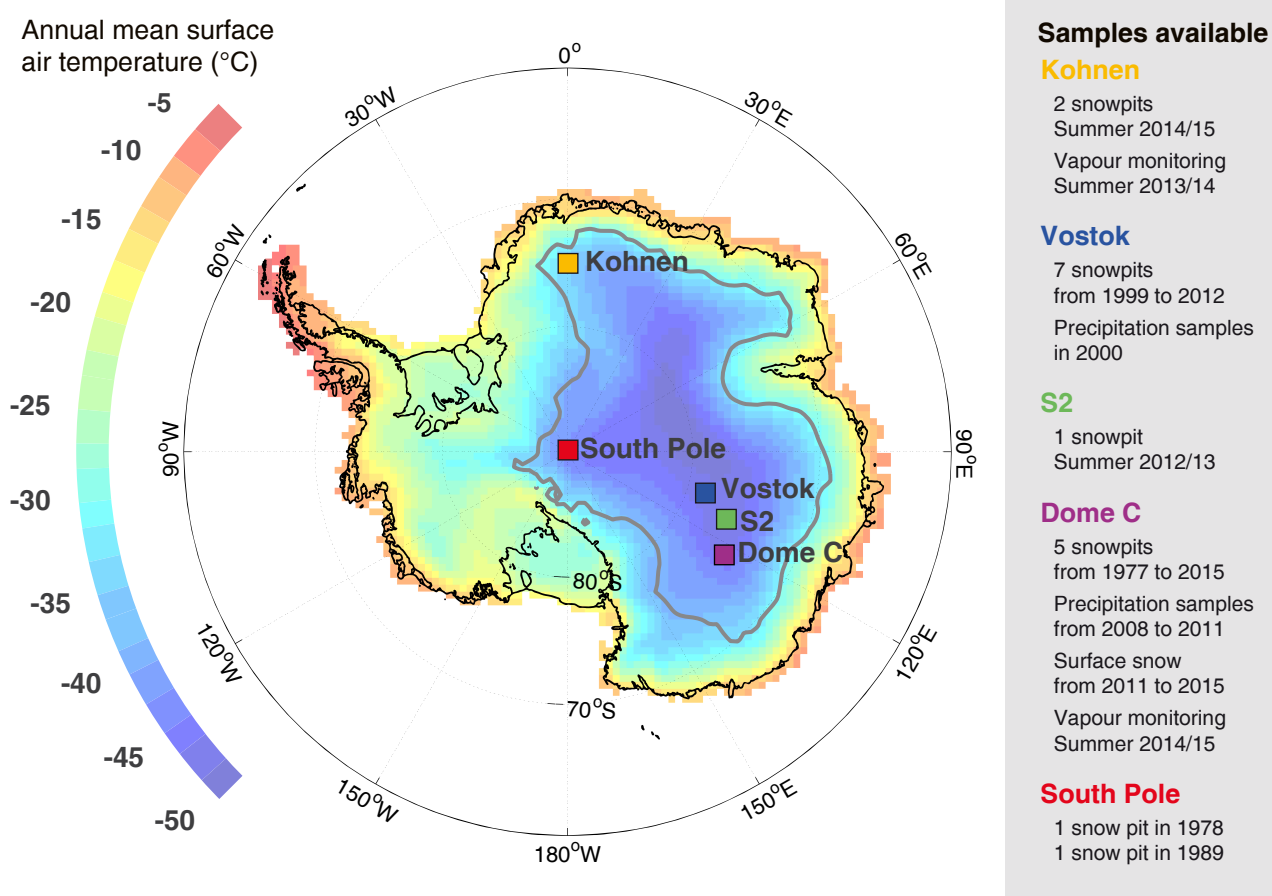 Annual mean surface
air temperature (°C)
-5
-10
-15
-20
-25
-30
-35
-40
-45
-50
0°
30°W
30°E
60°W
60°E
90°W
90°E
120°W
120°E
150°W
150°E
180°W
80°S
70°S
Kohnen
South Pole
Vostok
S2
Dome C
Samples available
Kohnen
2 snowpits
Summer 2014/15
Vapour monitoring
Summer 2013/14
Vostok
7 snowpits
from 1999 to 2012
Precipitation samples
in 2000
S2
1 snowpit
Summer 2012/13
Dome C
5 snowpits
from 1977 to 2015
Precipitation samples
from 2008 to 2011
Surface snow
from 2011 to 2015
Vapour monitoring
Summer 2014/15
South Pole
1 snow pit in 1978
1 snow pit in 1989